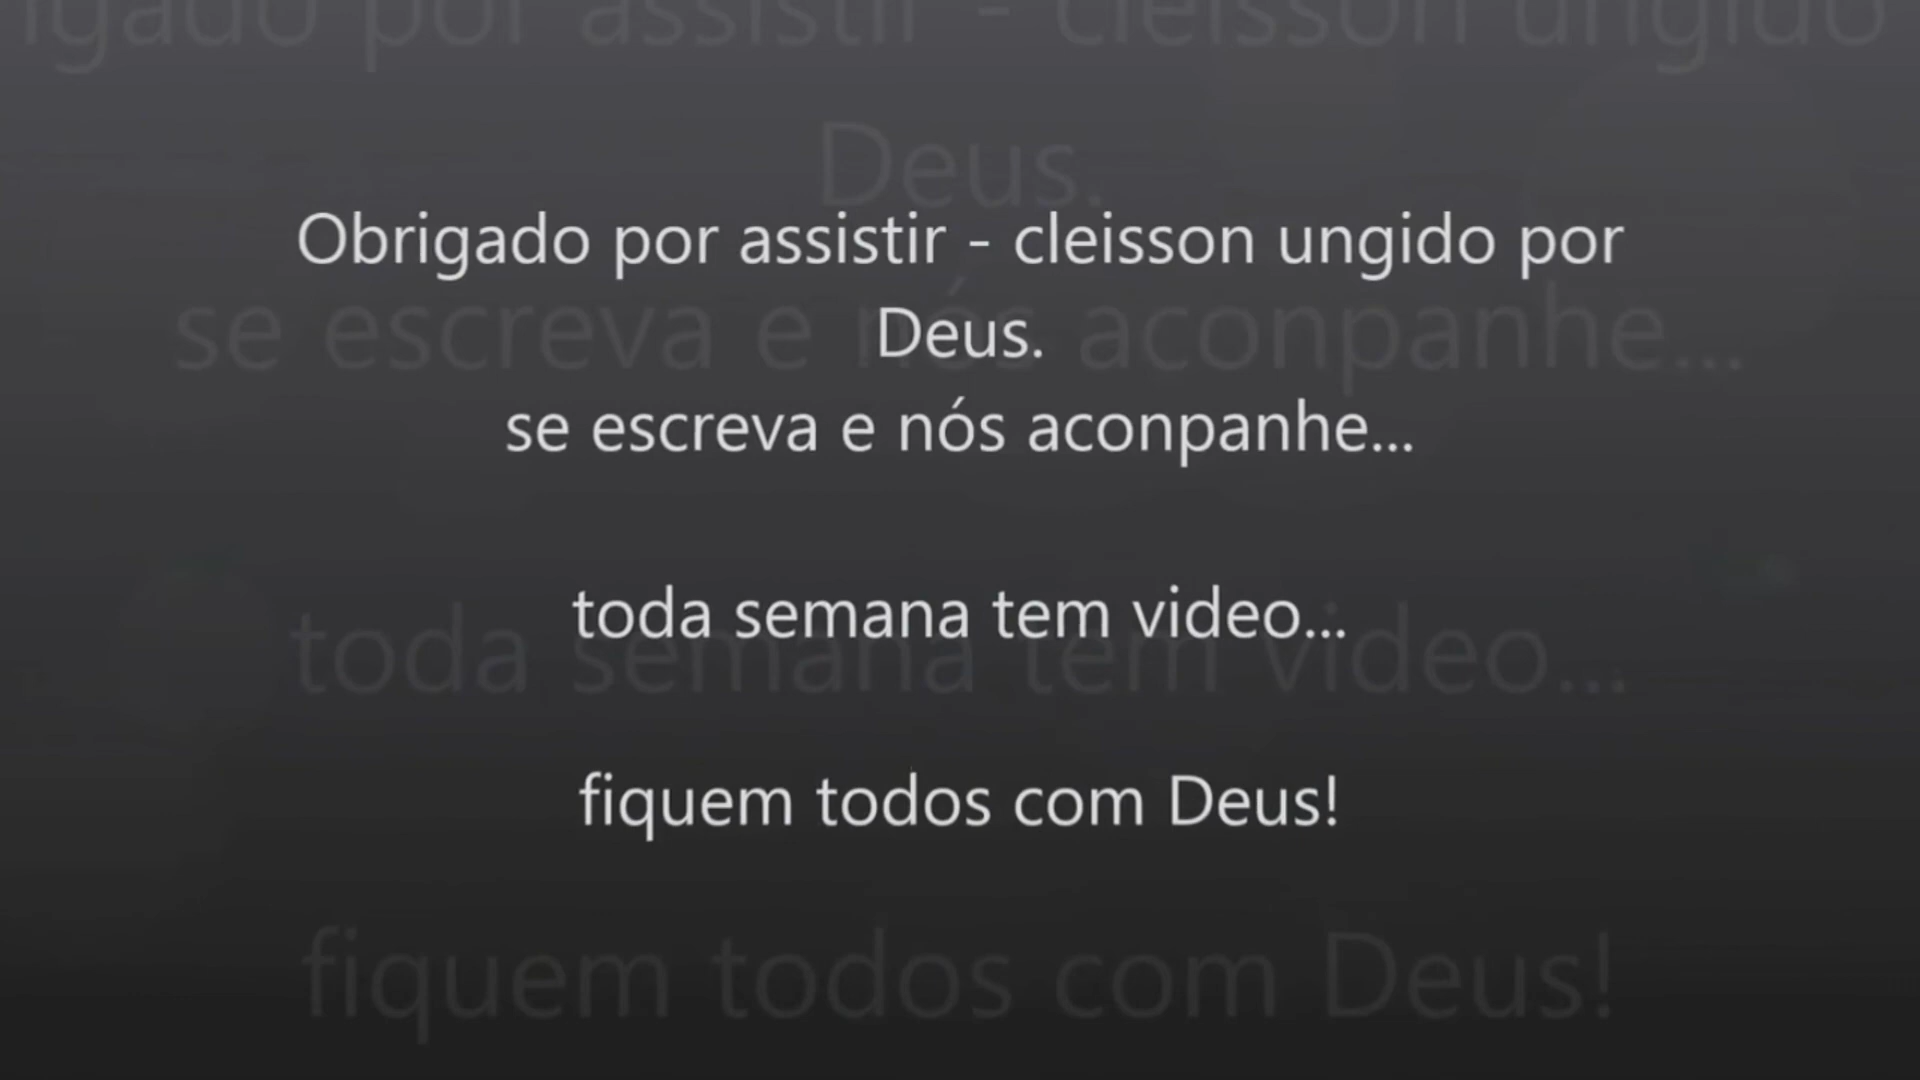 Obrigado por assistir - cleisson ungido por
Deus.
se escreva e nós aconpanhe...
toda semana tem video...
fiquem todos com Deus!